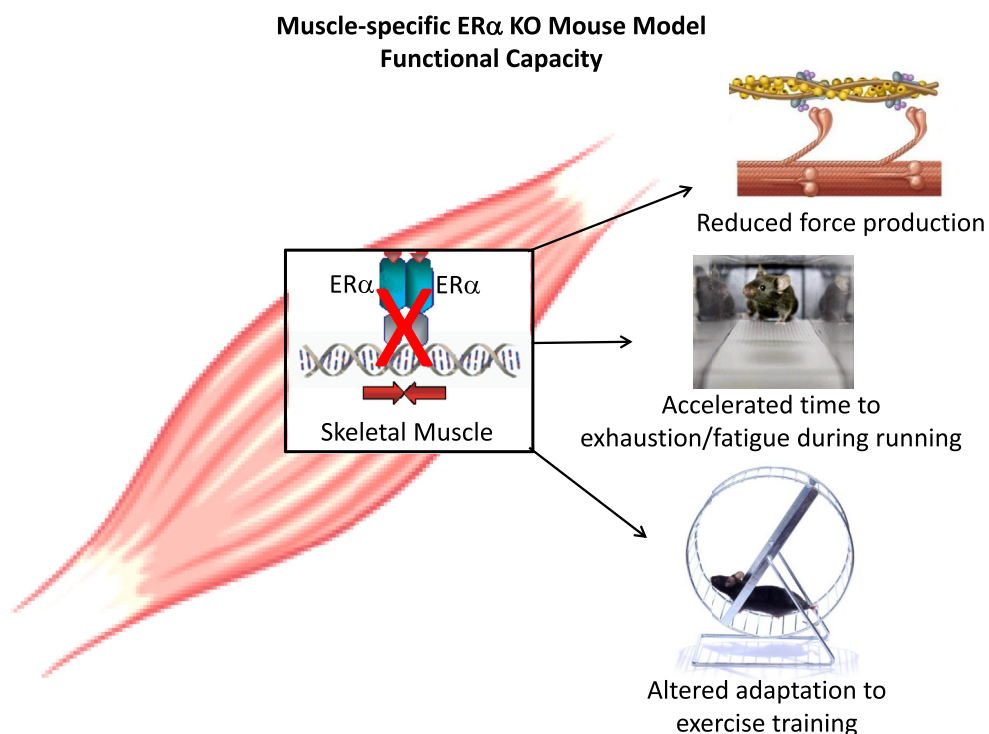 Muscle-specific ERα KO Mouse Model
Functional Capacity
Reduced force production
ERα
ERα
Skeletal Muscle
Accelerated time to
exhaustion/fatigue during running
Altered adaptation to
exercise training